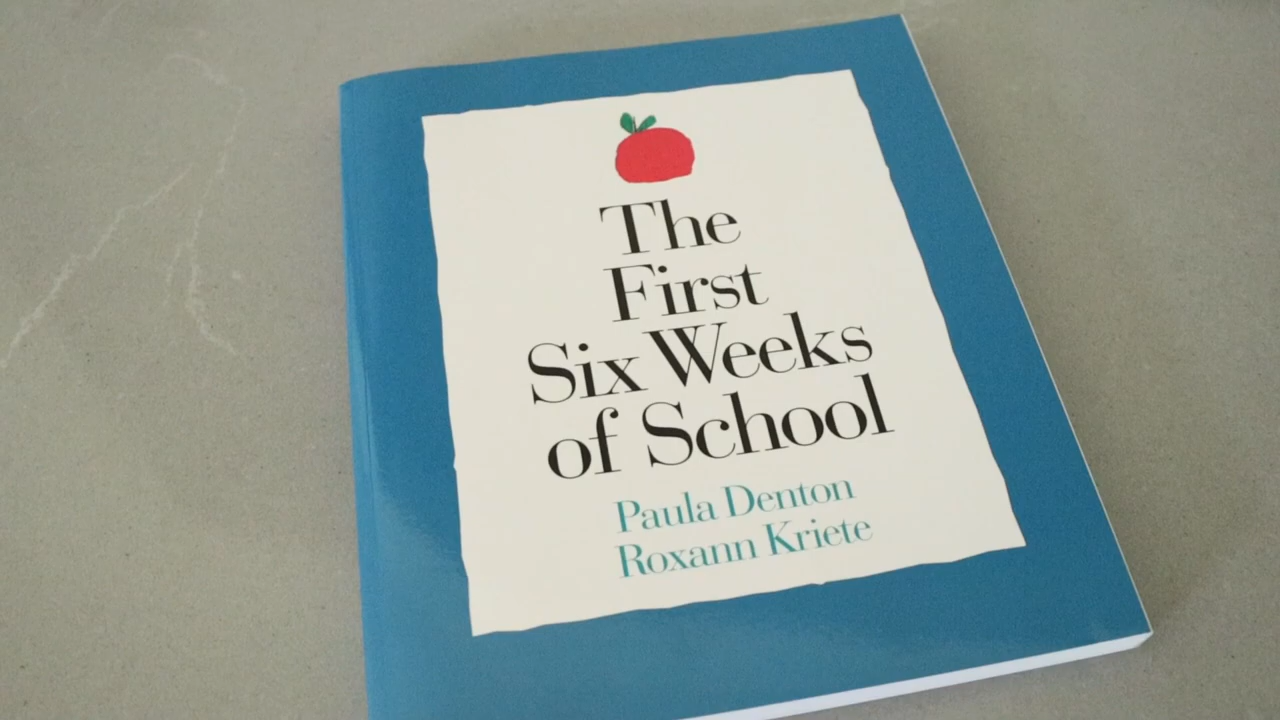 The
First
Six Weeks
of School
Paula Denton
Roxann Kriete